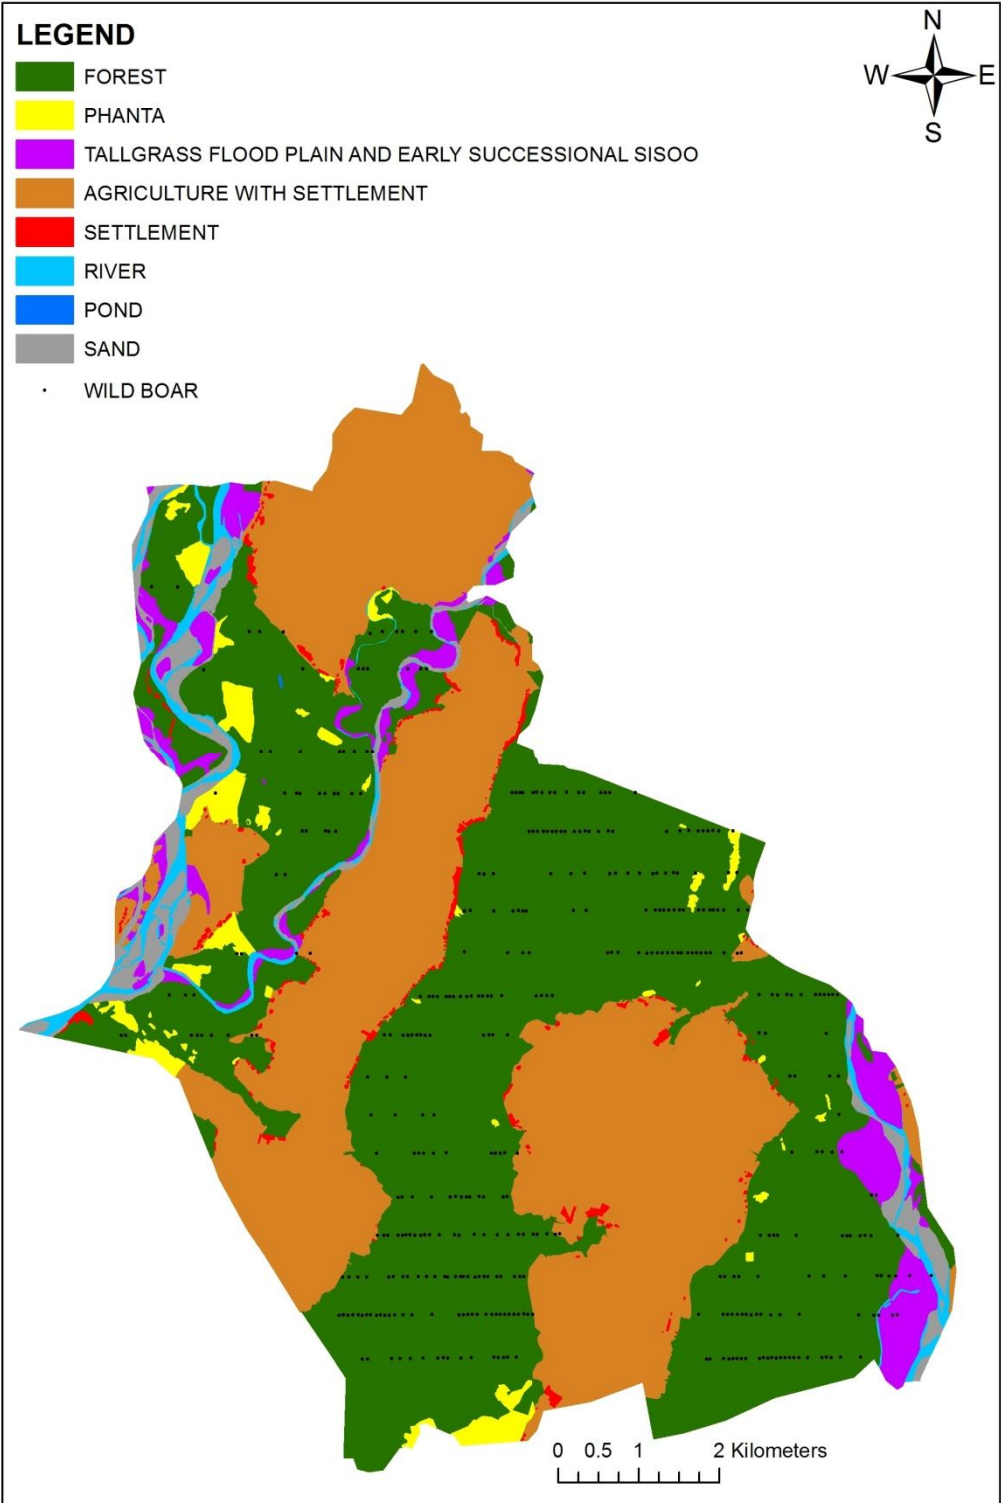 LEGEND
FOREST
PHANTA
TALLGRASS FLOOD PLAIN AND EARLY SUCCESSIONAL SISOO
AGRICULTURE WITH SETTLEMENT
SETTLEMENT
RIVER
POND
SAND
WILD BOAR
N
W E
S
0 0.5 1 2 Kilometers